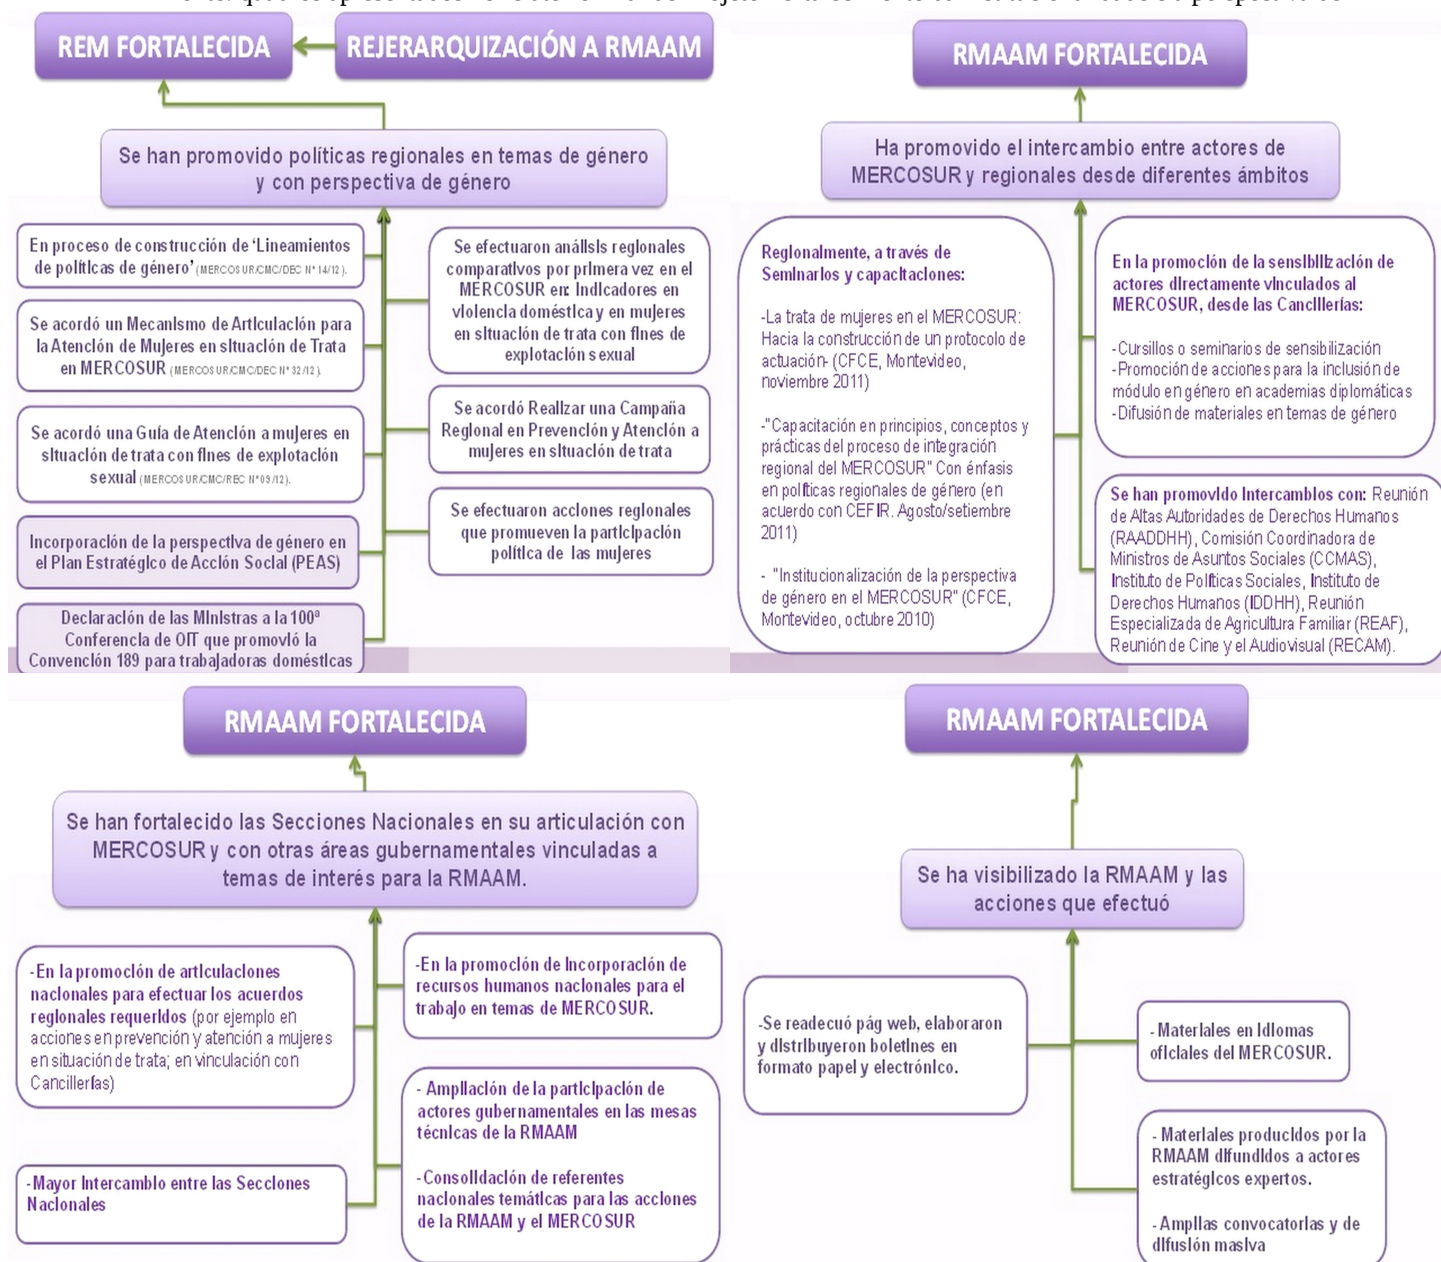 REM FORTALECIDA
REJERARQUIZACIÓN A RMAAM
Se han promovido políticas regionales en temas de género
y con perspectiva de género
En proceso de construcción de ‘Lineamientos
de políticas de género’ (MERCOSUR/CMC/DEC N° 14/12).
Se acordó un Mecanismo de Articulación para
la Atención de Mujeres en situación de Trata
en MERCOSUR (MERCOSUR/CMC/DEC N° 32/12).
Se acordó una Guía de Atención a mujeres en
situación de trata con fines de explotación
sexual (MERCOSUR/CMC/REC N°09/12).
Incorporación de la perspectiva de género en
el Plan Estratégico de Acción Social (PEAS)
Declaración de las Ministras a la 100ª
Conferencia de OIT que promovió la
Convención 189 para trabajadoras domésticas
Se efectuaron análisis regionales
comparativos por primera vez en el
MERCOSUR en: Indicadores en
violencia doméstica y en mujeres
en situación de trata con fines de
explotación sexual
Se acordó Realizar una Campaña
Regional en Prevención y Atención a
mujeres en situación de trata
Se efectuaron acciones regionales
que promueven la participación
política de las mujeres
RMAAM FORTALECIDA
Ha promovido el intercambio entre actores de
MERCOSUR y regionales desde diferentes ámbitos
Regionalmente, a través de
Seminarios y capacitaciones:
-La trata de mujeres en el MERCOSUR:
Hacia la construcción de un protocolo de
actuación- (CFCE, Montevideo,
noviembre 2011)
-"Capacitación en principios, conceptos y
prácticas del proceso de integración
regional del MERCOSUR" Con énfasis
en políticas regionales de género (en
acuerdo con CEFIR. Agosto/setiembre
2011)
- "Institucionalización de la perspectiva
de género en el MERCOSUR" (CFCE,
Montevideo, octubre 2010)
En la promoción de la sensibilización de
actores directamente vinculados al
MERCOSUR, desde las Cancillerías:
-Cursillos o seminarios de sensibilización
-Promoción de acciones para la inclusión de
módulo en género en academias diplomáticas
-Difusión de materiales en temas de género
Se han promovido intercambios con: Reunión
de Altas Autoridades de Derechos Humanos
(RAADDHH), Comisión Coordinadora de
Ministros de Asuntos Sociales (CCMAS),
Instituto de Políticas Sociales, Instituto de
Derechos Humanos (IDDHH), Reunión
Especializada de Agricultura Familiar (REAF),
Reunión de Cine y el Audiovisual (RECAM).
RMAAM FORTALECIDA
Se han fortalecido las Secciones Nacionales en su articulación con
MERCOSUR y con otras áreas gubernamentales vinculadas a
temas de interés para la RMAAM.
-En la promoción de articulaciones
nacionales para efectuar los acuerdos
regionales requeridos (por ejemplo en
acciones en prevención y atención a mujeres
en situación de trata; en vinculación con
Cancillerías)
-Mayor Intercambio entre las Secciones
Nacionales
-En la promoción de Incorporación de
recursos humanos nacionales para el
trabajo en temas de MERCOSUR.
- Ampliación de la participación de
actores gubernamentales en las mesas
técnicas de la RMAAM
-Consolidación de referentes
nacionales temáticas para las acciones
de la RMAAM y el MERCOSUR
RMAAM FORTALECIDA
Se ha visibilizado la RMAAM y las
acciones que efectuó
-Se readecuó pág web, elaboraron
y distribuyeron boletines en
formato papel y electrónico.
- Materiales en Idiomas
oficiales del MERCOSUR.
- Materiales producidos por la
RMAAM difundidos a actores
estratégicos expertos.
- Amplias convocatorias y de
difusión masiva